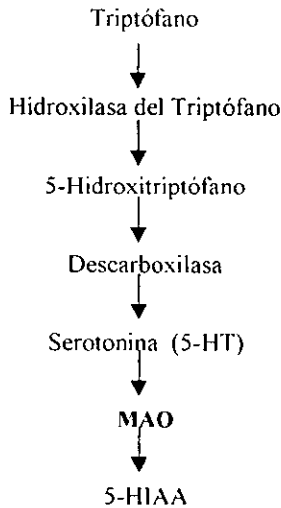 Triptófano
Hidroxilasa del Triptófano
5-Hidroxitriptófano
Descarboxilasa
Serotonina (5-HT)
MAO
5-HIAA